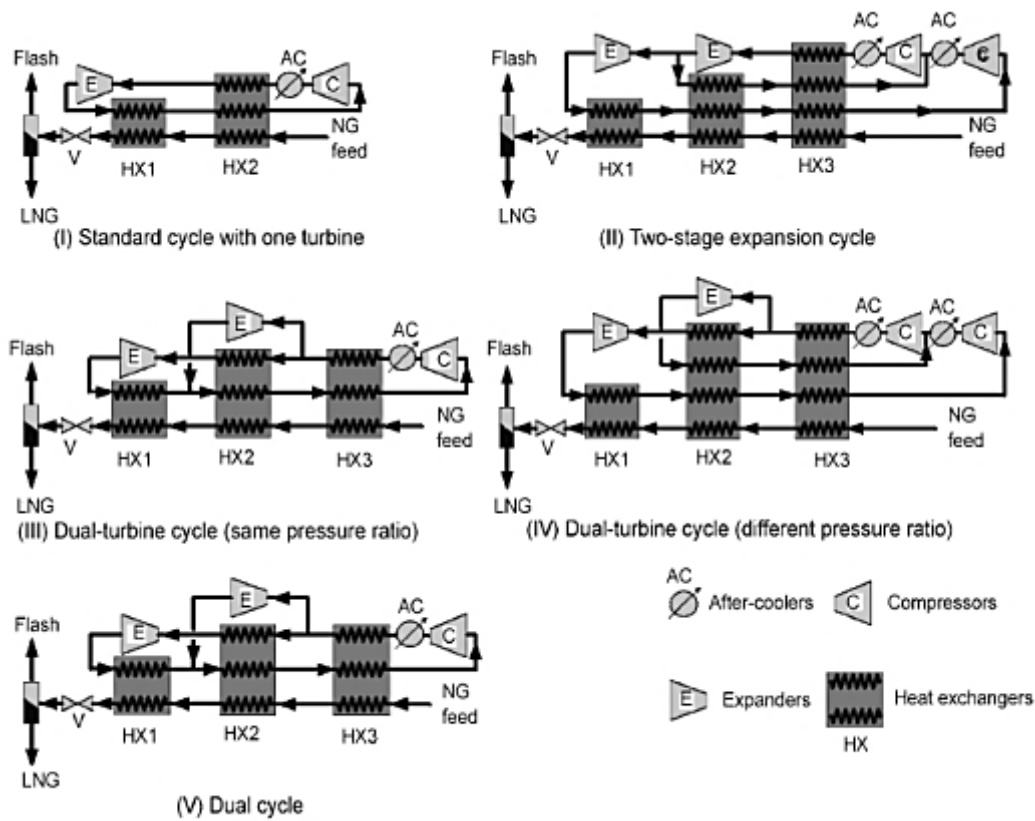 AC
Flash
E
C
V
HX1
HX2
NG
feed
LNG
(I) Standard cycle with one turbine
AC
AC
Flash
E
E
C
C
V
HX1
HX2
HX3
NG
feed
LNG
(II) Two-stage expansion cycle
Flash
E
E
AC
C
V
HX1
HX2
HX3
NG
feed
LNG
(III) Dual-turbine cycle (same pressure ratio)
Flash
E
E
AC
AC
C
C
V
HX1
HX2
HX3
NG
feed
LNG
(IV) Dual-turbine cycle (different pressure ratio)
Flash
E
E
AC
C
V
HX1
HX2
HX3
NG
feed
LNG
(V) Dual cycle
AC
After-coolers
C
Compressors
E
Expanders
Heat exchangers
HX